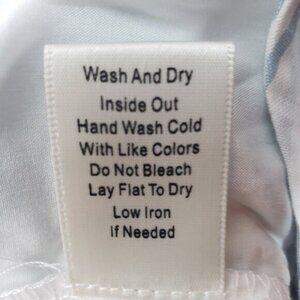 Wash And Dry
Inside Out
Hand Wash Cold
With Like Colors
Do Not Bleach
Lay Flat To Dry
Low Iron
If Needed